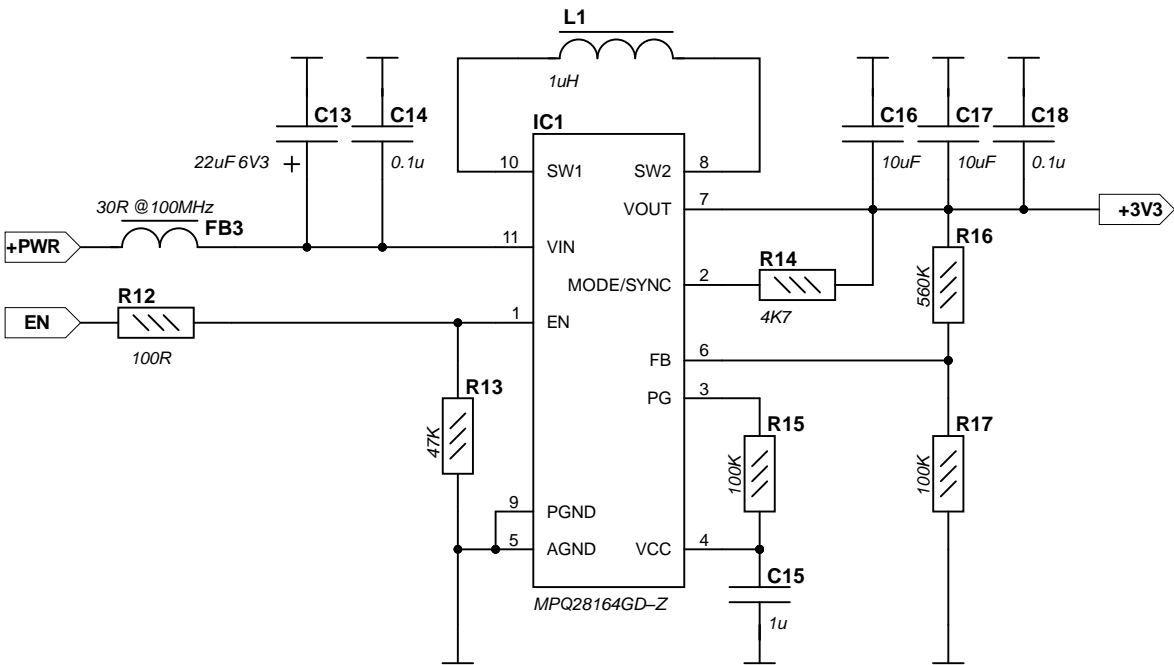 L1
1uH
C13
22uF 6V3
+
C14
0.1u
C16
10uF
C17
10uF
C18
0.1u
IC1
10
SW1
SW2
8
VOUT
7
30R @100MHz
FB3
+PWR
11
VIN
+3V3
MODE/SYNC
2
R14
4K7
R16
560K
R12
100R
EN
1
EN
FB
6
R13
47K
PG
3
R15
100K
R17
100K
9
PGND
5
AGND
VCC
4
C15
1u
MPQ28164GD–Z